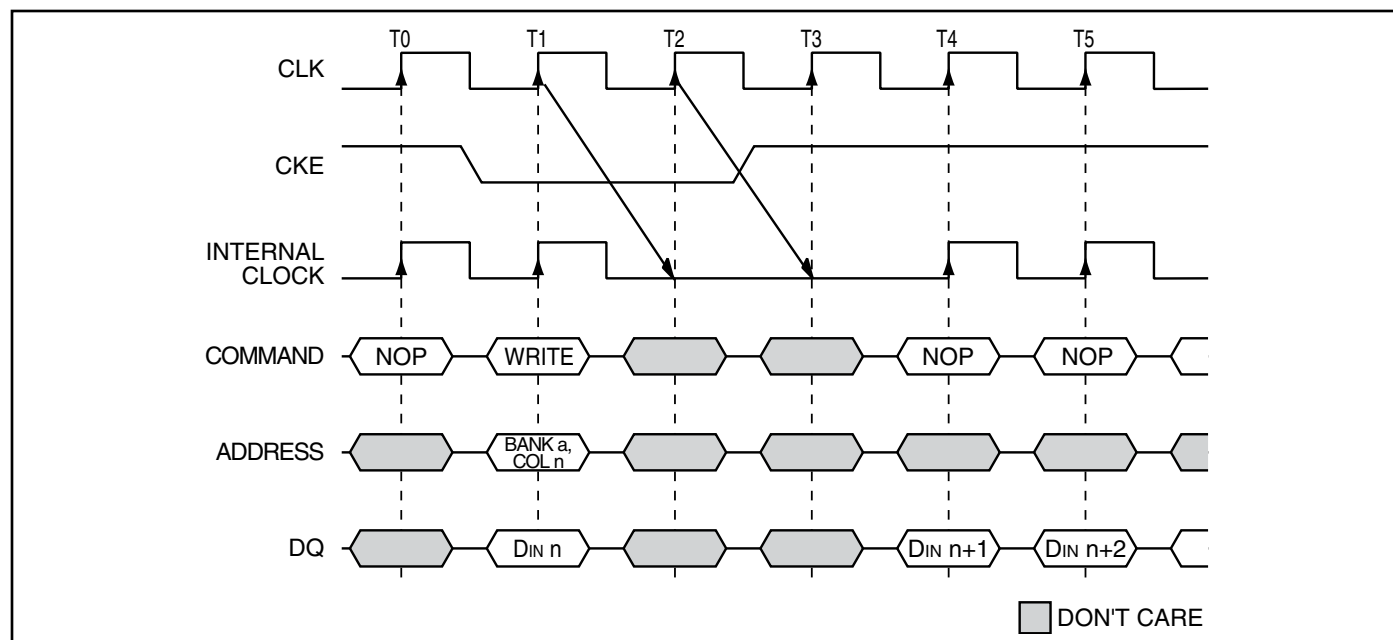 T0 T1 T2 T3 T4 T5
CLK
CKE
INTERNAL
CLOCK
COMMAND NOP WRITE NOP NOP
ADDRESS BANK a,
COL n
DQ DIN n DIN n+1 DIN n+2
DON'T CARE